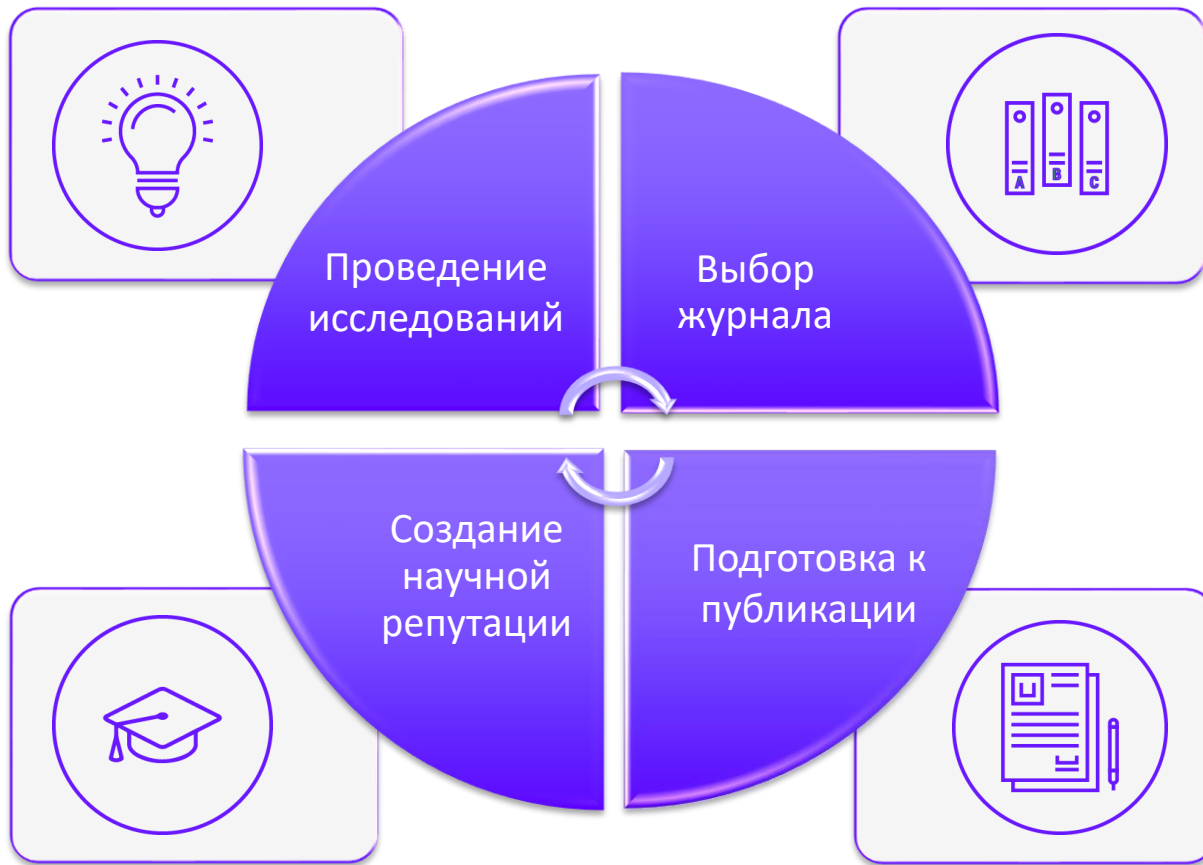 Проведение
исследований
Выбор
журнала
A B C
Создание
научной
репутации
Подготовка к
публикации